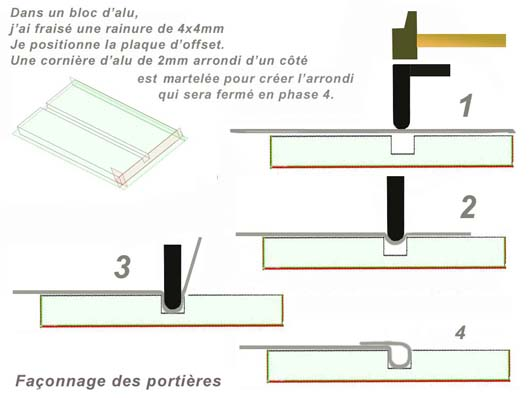 Dans un bloc d'alu,
j'ai fraisé une rainure de 4x4mm
Je positionne la plaque d'offset.
Une cornière d'alu de 2mm arrondi d'un côté
est martelée pour créer l'arrondi
qui sera fermé en phase 4.
1
2
3
4
Façonnage des portières